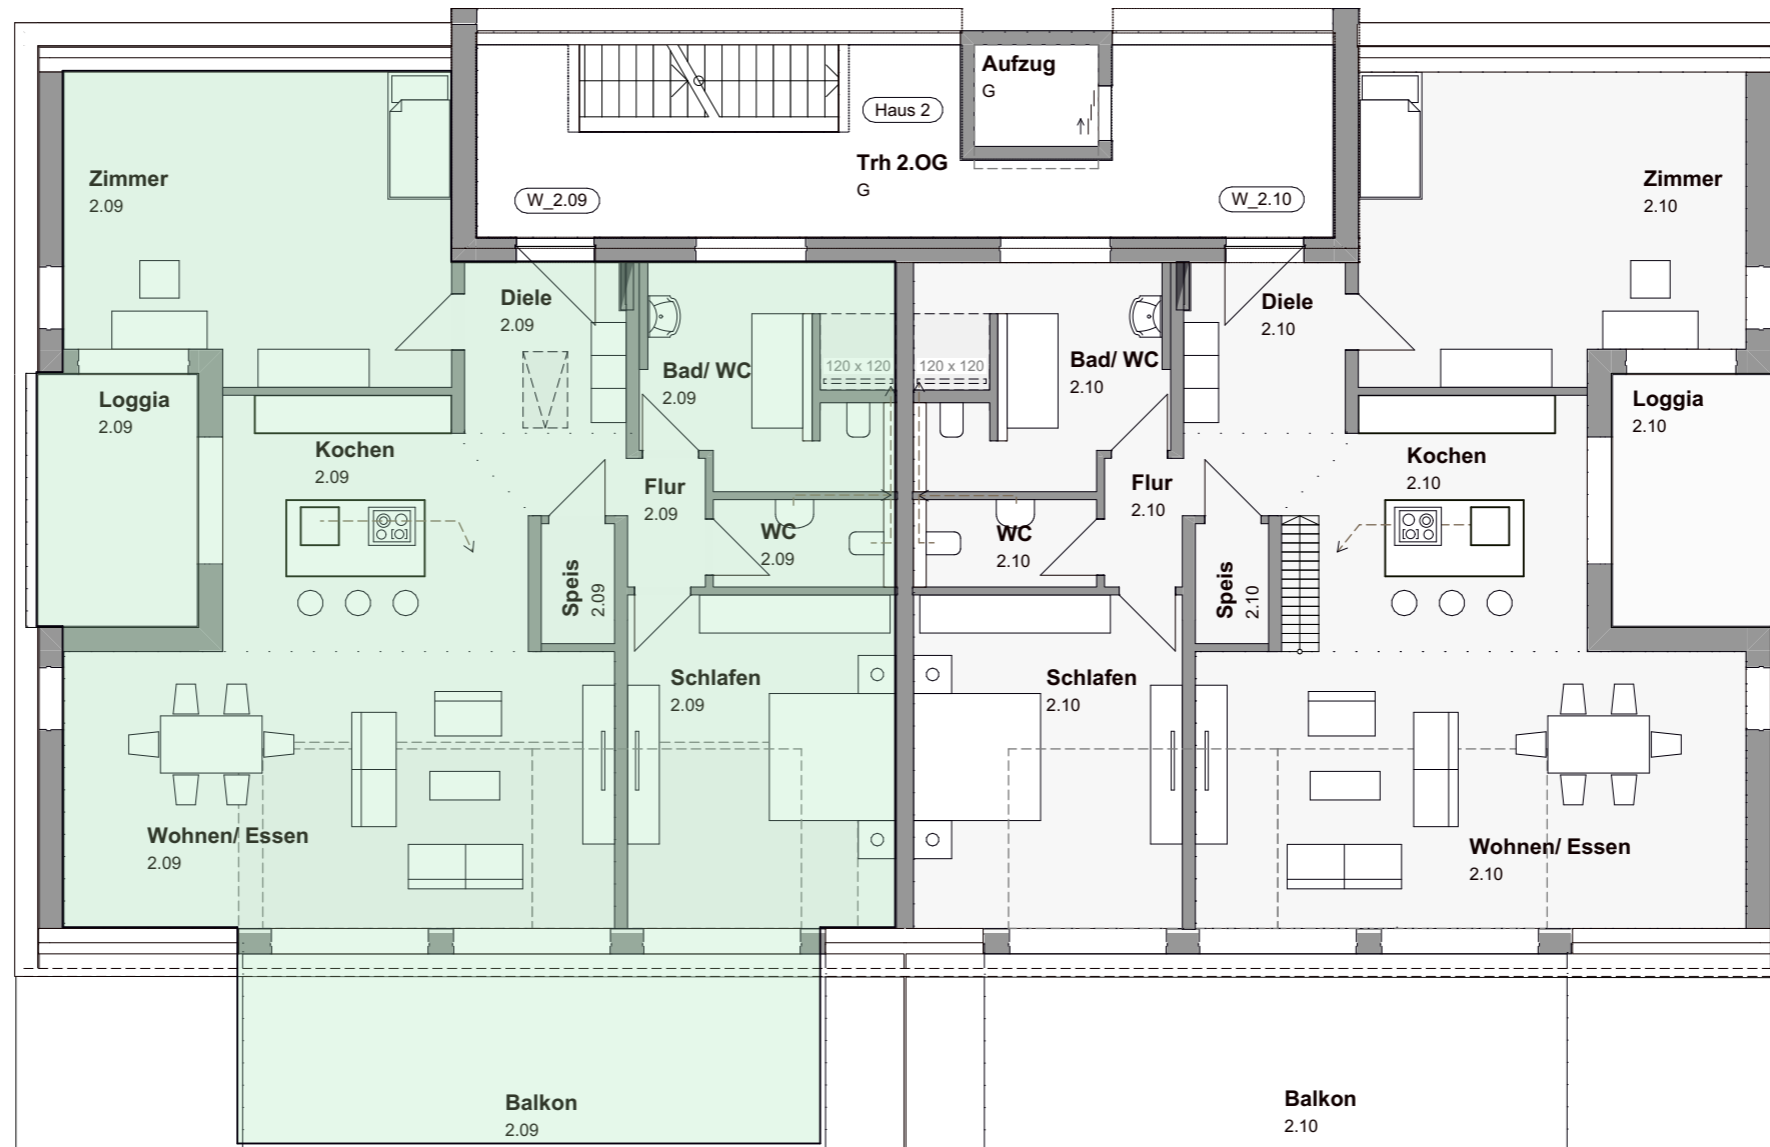 Aufzug
G
Haus 2
Trh 2.OG
G
W_2.09
W_2.10
Zimmer
2.09
Zimmer
2.10
Diele
2.09
Diele
2.10
Bad/ WC
2.09
120 x 120
120 x 120
Bad/ WC
2.10
Loggia
2.09
Loggia
2.10
Kochen
2.09
Kochen
2.10
Flur
2.09
Flur
2.10
WC
2.09
WC
2.10
Speis
2.09
Speis
2.10
Schlafen
2.09
Schlafen
2.10
Wohnen/ Essen
2.09
Wohnen/ Essen
2.10
Balkon
2.09
Balkon
2.10